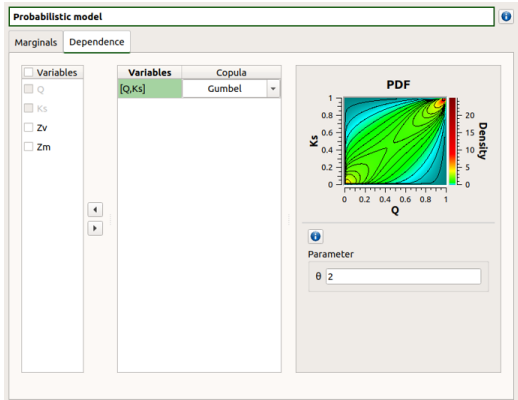 Probabilistic model
Marginals Dependence
Variables
Q
Ks
Zv
Zm
Variables Copula
[Q,Ks] Gumbel
PDF
1
0.8
0.6
0.4
0.2
0
Ks
0 0.2 0.4 0.6 0.8 1
Q
20
15
10
5
0
Density
Parameter
θ 2